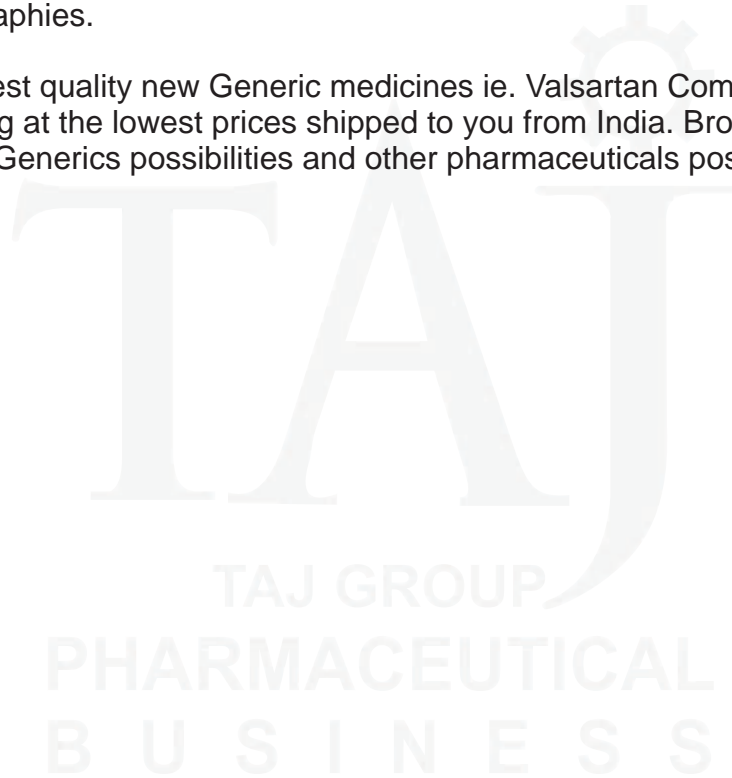 aphies.
est quality new Generic medicines ie. Valsartan Com
g at the lowest prices shipped to you from India. Bro
Generics possibilities and other pharmaceuticals pos
TAJ
TAJ GROUP
PHARMACEUTICAL
BUSINESS